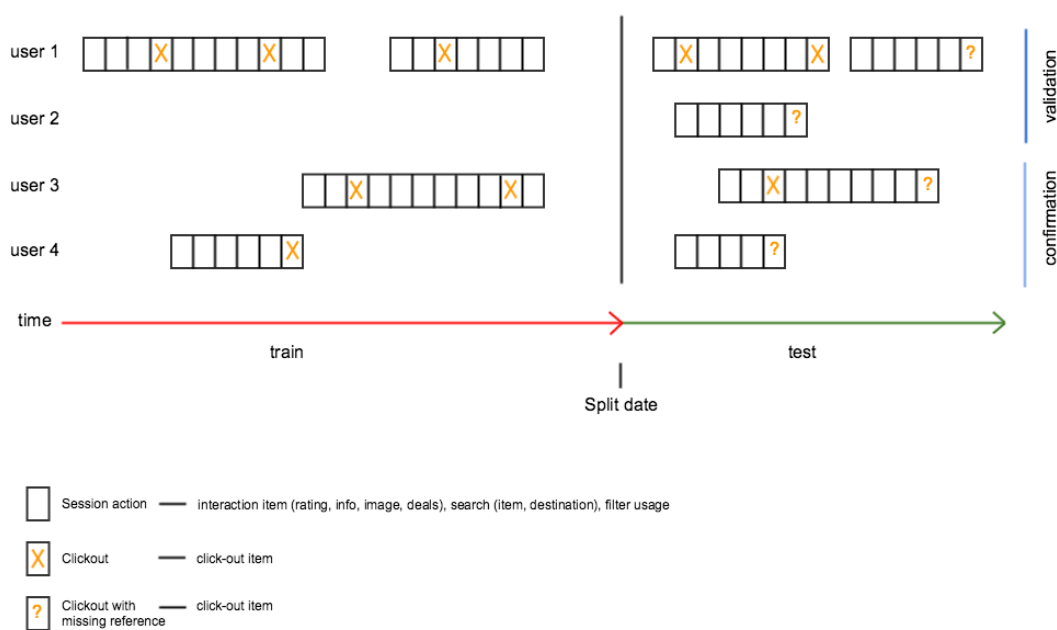 user 1
X
X
X
X
X
?
validation
user 2
?
user 3
X
X
X
?
confirmation
user 4
X
?
time
train
test
Split date
Session action
interaction item (rating, info, image, deals), search (item, destination), filter usage
X
Clickout
click-out item
?
Clickout with
missing reference
click-out item